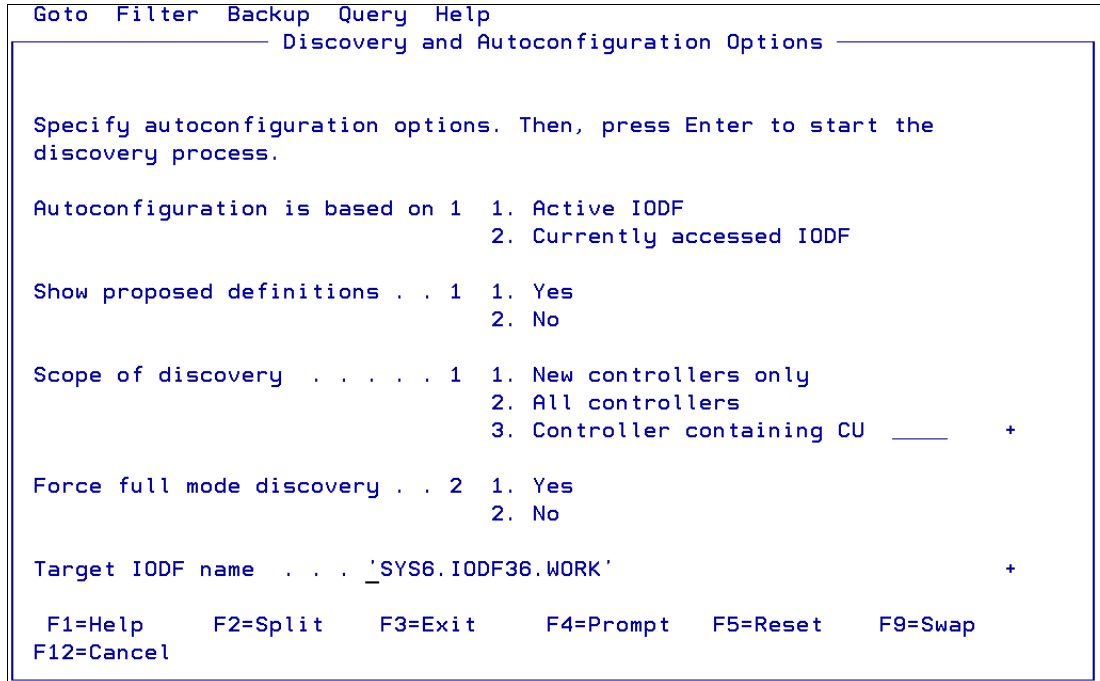 Goto Filter Backup Query Help
Discovery and Autoconfiguration Options
Specify autoconfiguration options. Then, press Enter to start the
discovery process.
Autoconfiguration is based on 1 1. Active IODF
2. Currently accessed IODF
Show proposed definitions . . 1 1. Yes
2. No
Scope of discovery . . . . . 1 1. New controllers only
2. All controllers
3. Controller containing CU ____ +
Force full mode discovery . . 2 1. Yes
2. No
Target IODF name . . . 'SYS6.IODF36.WORK' +
F1=Help F2=Split F3=Exit F4=Prompt F5=Reset F9=Swap
F12=Cancel